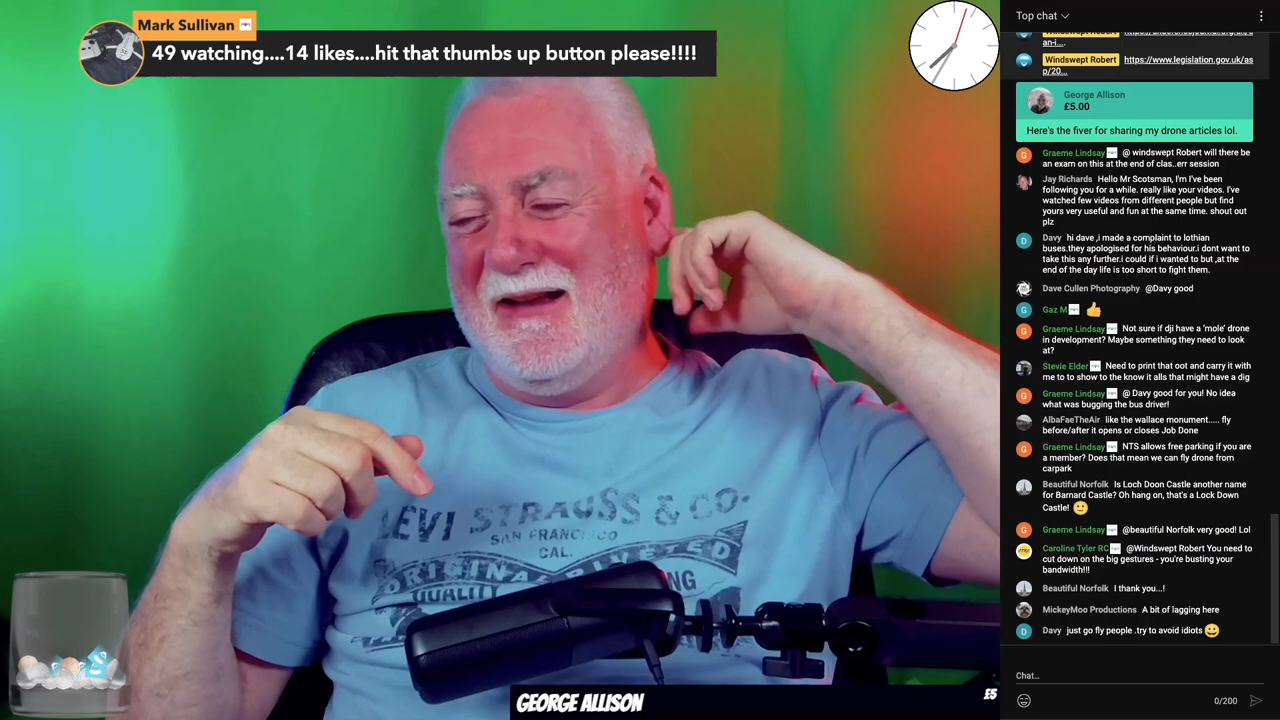 Mark Sullivan
49 watching....14 likes....hit that thumbs up button please!!!!
EVI STRAUSS & CO.
SAN FRANCISCO
CAL.
ORIGINAL
QUALITY
GEORGE ALLISON
£5
Top chat
an-i...
Windswept Robert https://www.legislation.gov.uk/as
p/20...
George Allison
£5.00
Here's the fiver for sharing my drone articles lol.
Graeme Lindsay @ windswept Robert will there be
an exam on this at the end of clas..err session
Jay Richards Hello Mr Scotsman, I'm I've been
following you for a while. really like your videos. I've
watched few videos from different people but find
yours very useful and fun at the same time. shout out
plz
Davy hi dave ,i made a complaint to lothian
buses.they apologised for his behaviour.i dont want to
take this any further.i could if i wanted to but ,at the
end of the day life is too short to fight them.
Dave Cullen Photography @Davy good
Gaz M 👍
Graeme Lindsay Not sure if dji have a 'mole' drone
in development? Maybe something they need to look
at?
Stevie Elder Need to print that oot and carry it with
me to to show to the know it alls that might have a dig
Graeme Lindsay @ Davy good for you! No idea
what was bugging the bus driver!
AlbaFaeTheAir like the wallace monument..... fly
before/after it opens or closes Job Done
Graeme Lindsay NTS allows free parking if you are
a member? Does that mean we can fly drone from
carpark
Beautiful Norfolk Is Loch Doon Castle another name
for Barnard Castle? Oh hang on, that's a Lock Down
Castle! 🙂
Graeme Lindsay @beautiful Norfolk very good! Lol
Caroline Tyler RC @Windswept Robert You need to
cut down on the big gestures - you're busting your
bandwidth!!!
Beautiful Norfolk I thank you...!
MickeyMoo Productions A bit of lagging here
Davy just go fly people .try to avoid idiots 😀
Chat...
0/200